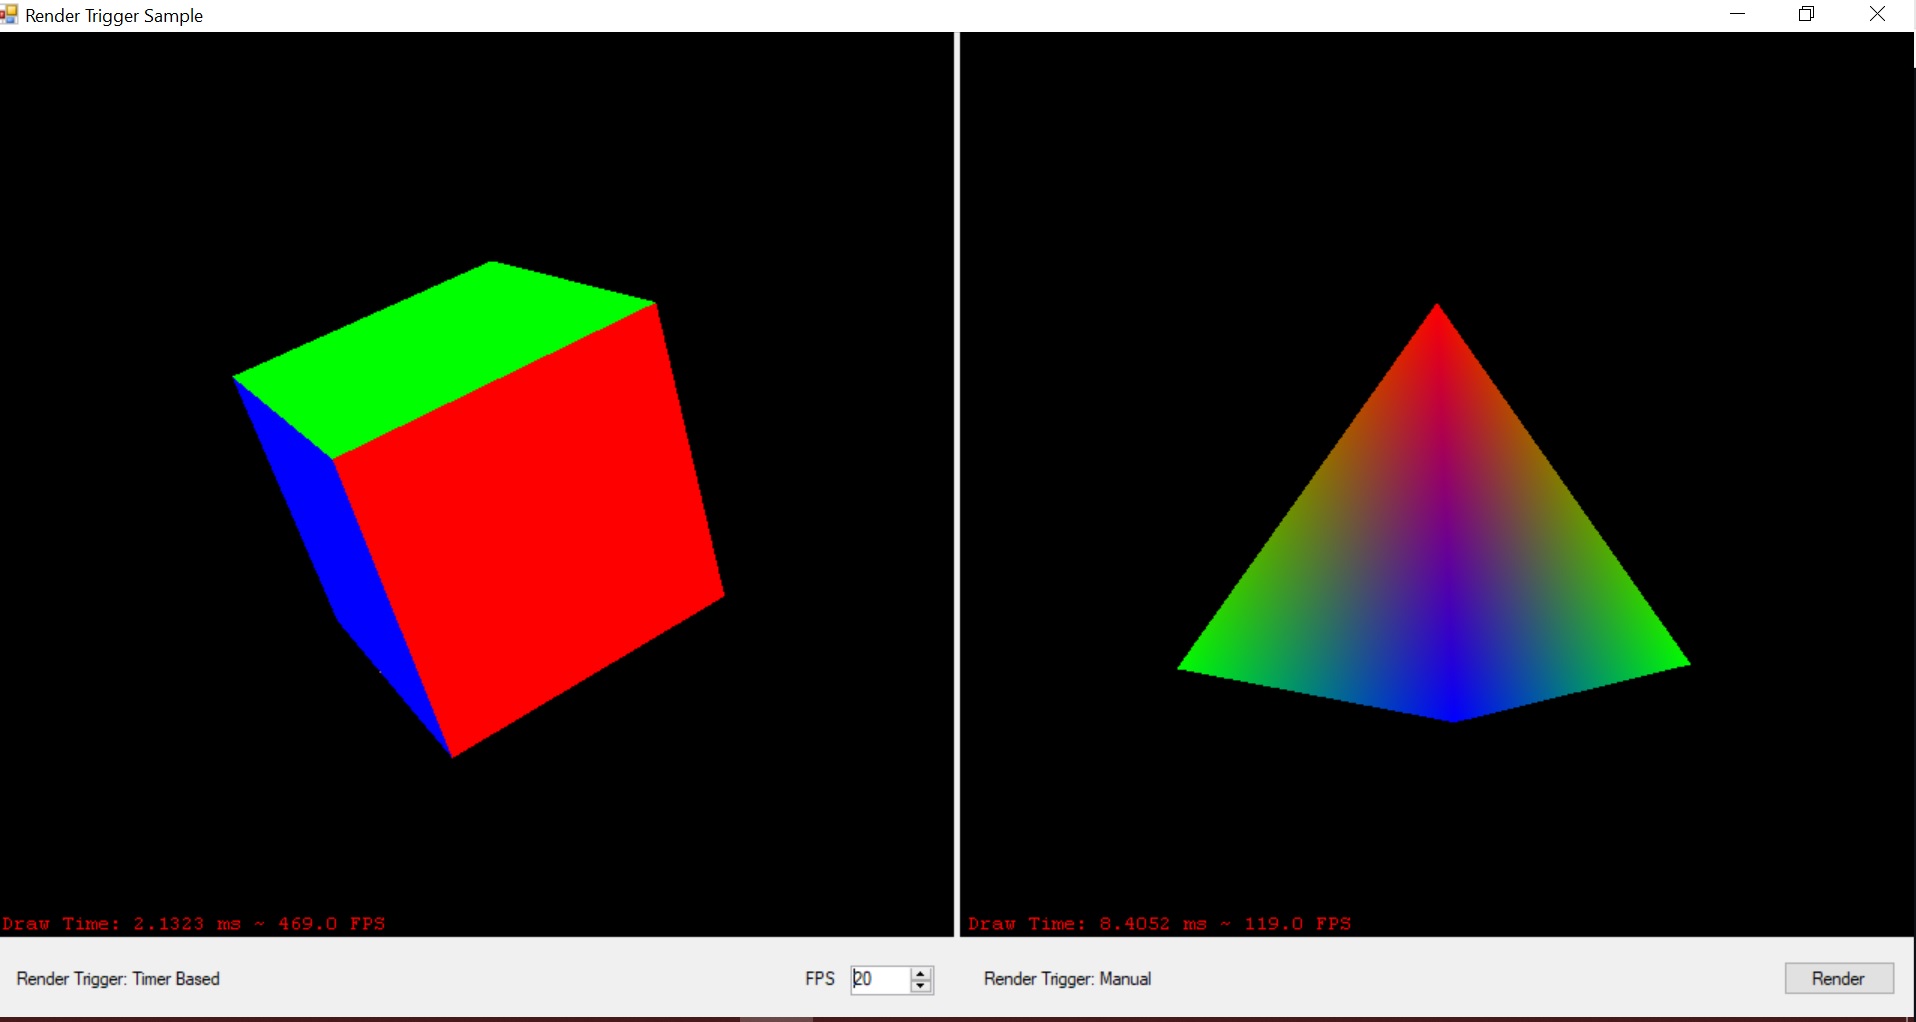 Render Trigger Sample
Draw Time: 2.1323 ms ~ 469.0 FPS
Draw Time: 8.4052 ms ~ 119.0 FPS
Render Trigger: Timer Based
FPS 20
Render Trigger: Manual
Render